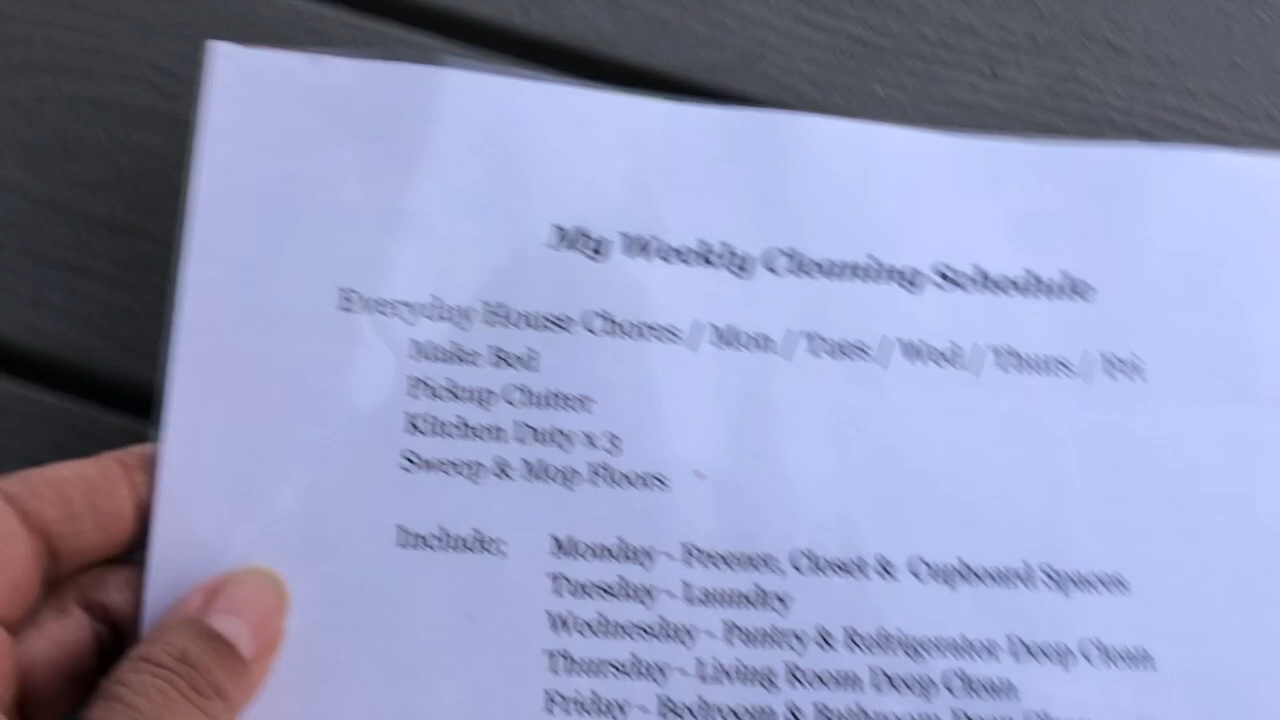 My Weekly Cleaning Schedule
Everyday House Chores / Mon / Tues / Wed / Thurs / Fri
Make Bed
Pickup Clutter
Kitchen Duty x 3
Sweep & Mop Floors
Include: Monday - Freezer, Closet & Cupboard Spaces
Tuesday - Laundry
Wednesday - Pantry & Refrigerator Deep Clean
Thursday - Living Room Deep Clean
Friday - Bedroom & Bathroom Deep